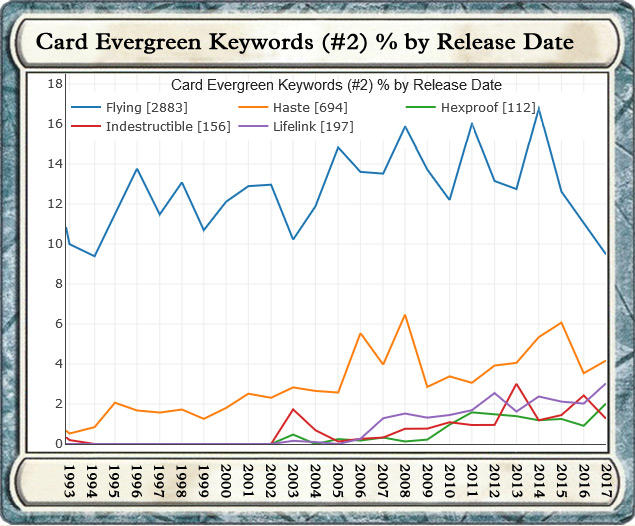 Card Evergreen Keywords (#2) % by Release Date
Card Evergreen Keywords (#2) % by Release Date
Flying [2883] Haste [694] Hexproof [112]
Indestructible [156] Lifelink [197]
18
16
14
12
10
8
6
4
2
0
1993 1994 1995 1996 1997 1998 1999 2000 2001 2002 2003 2004 2005 2006 2007 2008 2009 2010 2011 2012 2013 2014 2015 2016 2017